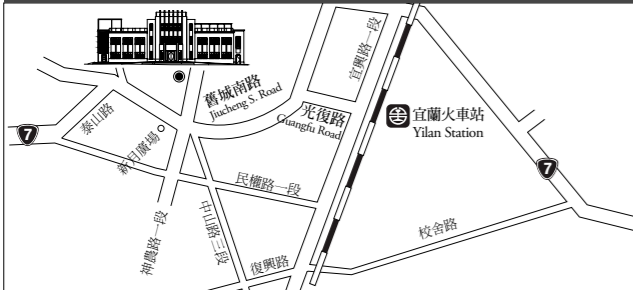 舊城南路
Jiucheng S. Road
宜興路一段
光復路
Guangfu Road
宜蘭火車站
Yilan Station
泰山路
7
新月廣場
民權路一段
7
神農路一段
中山路三段
復興路
校舍路